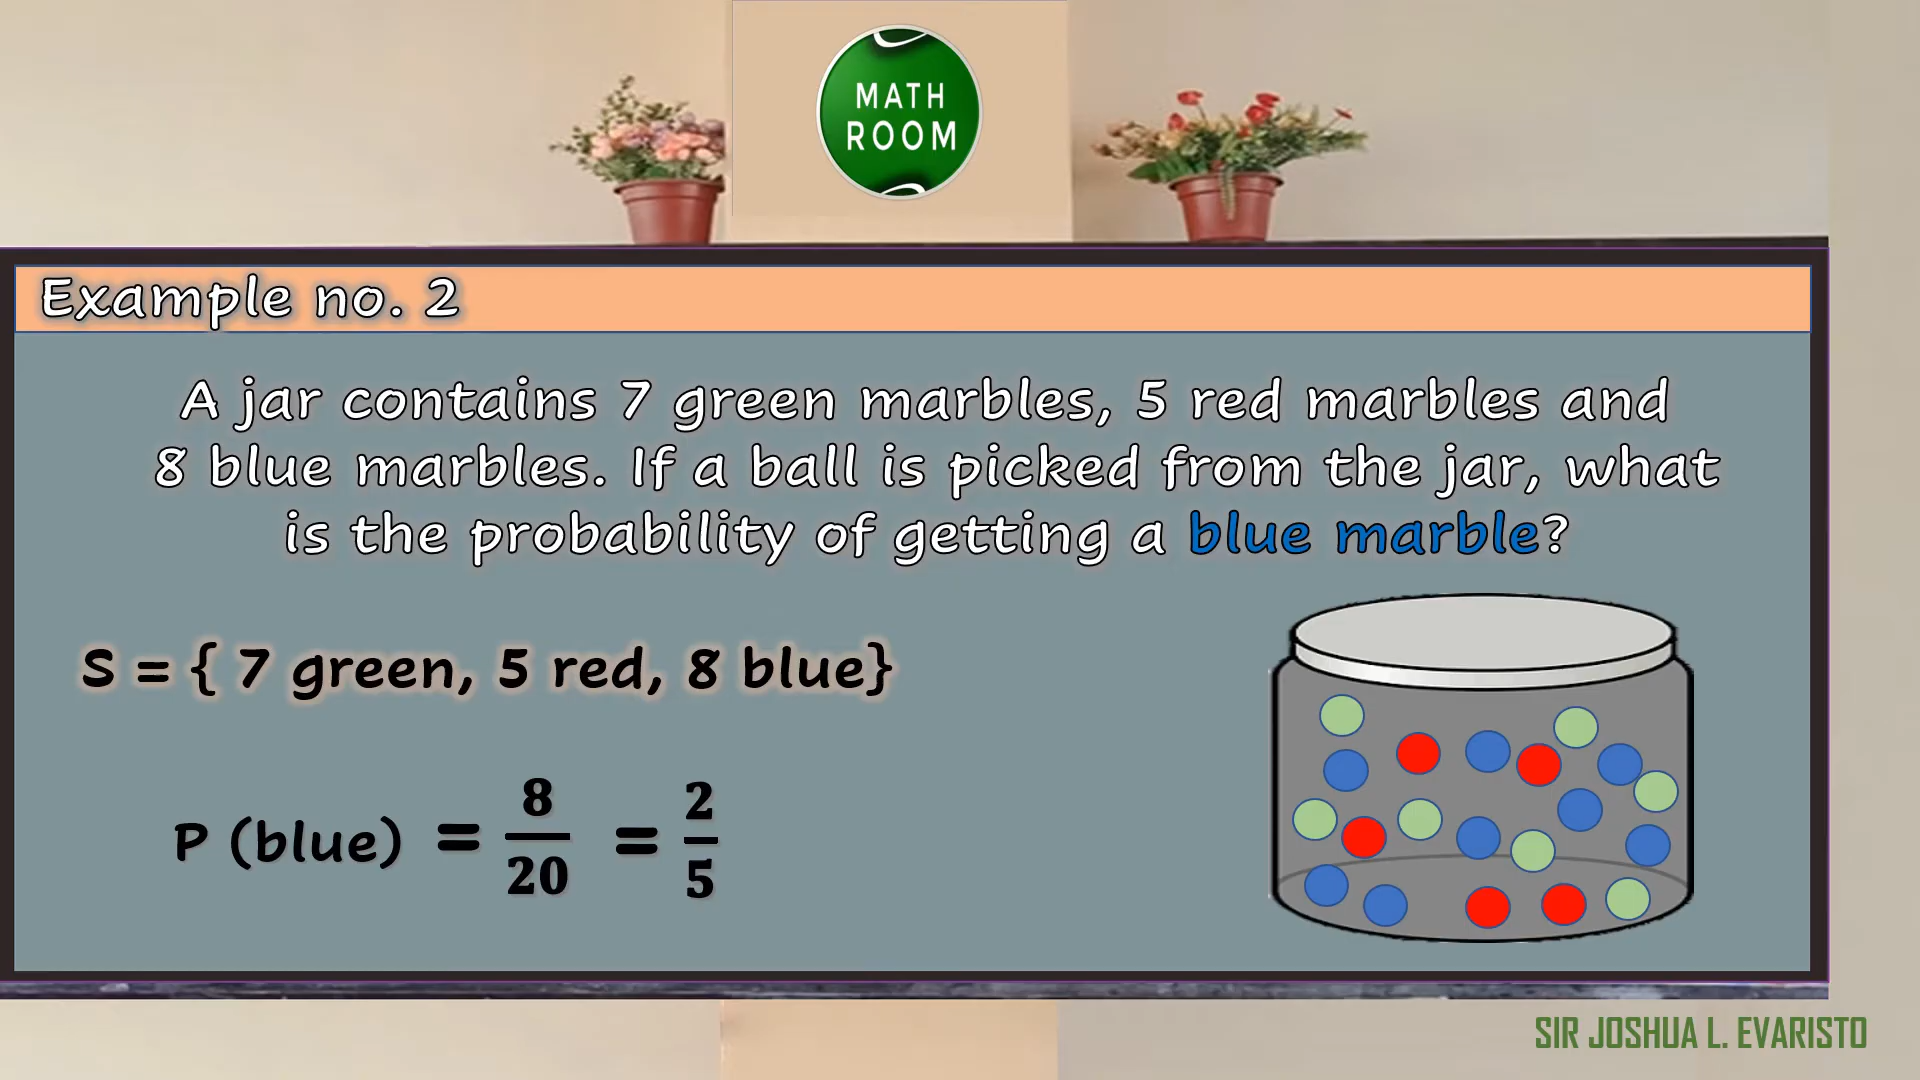 MATH
ROOM
Example no. 2
A jar contains 7 green marbles, 5 red marbles and
8 blue marbles. If a ball is picked from the jar, what
is the probability of getting a blue marble?
S = { 7 green, 5 red, 8 blue}
P (blue) = 8/20 = 2/5
SIR JOSHUA L. EVARISTO